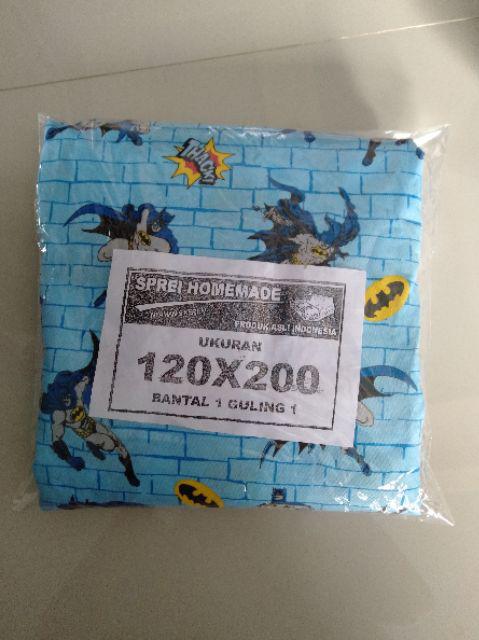 THACK!
SPREI HOMEMADE
PRODUK ASLI INDONESIA
UKURAN
120X200
BANTAL 1 GULING 1